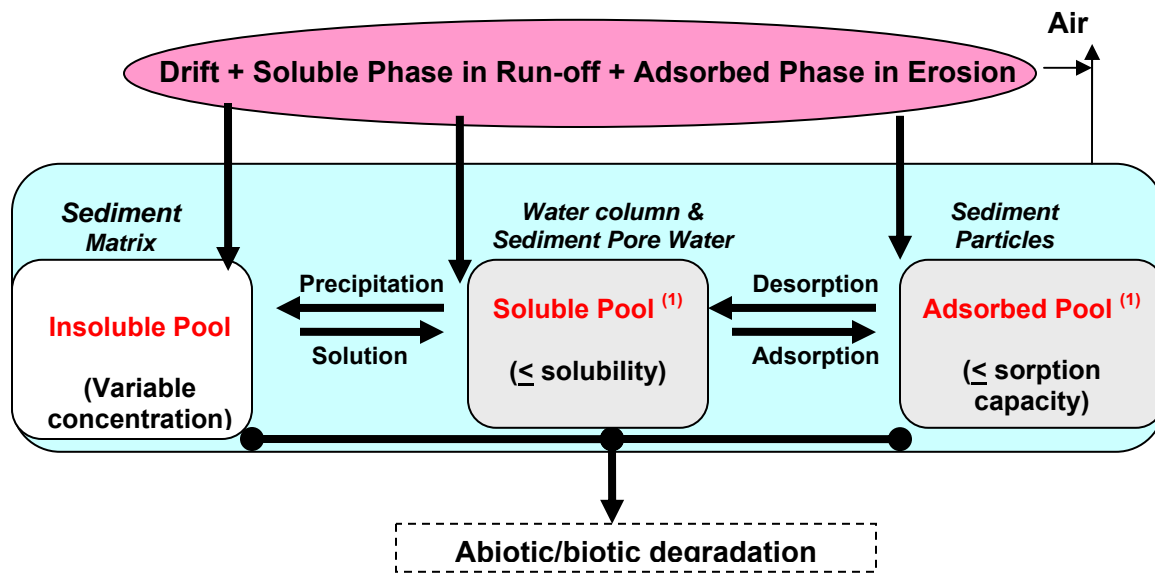 Air
Drift + Soluble Phase in Run-off + Adsorbed Phase in Erosion
Sediment
Matrix
Water column &
Sediment Pore Water
Sediment
Particles
Precipitation
Solution
Desorption
Adsorption
Insoluble Pool
(Variable
concentration)
Soluble Pool (1)
(< solubility)
Adsorbed Pool (1)
(< sorption
capacity)
Abiotic/biotic degradation